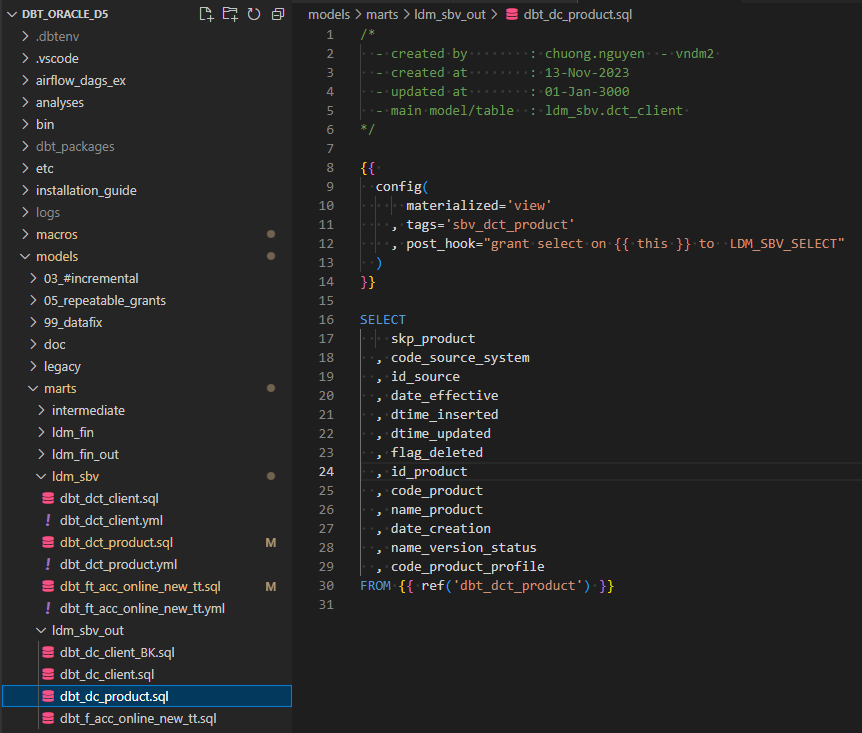 DBT_ORACLE_D5
.dbtenv
.vscode
airflow_dags_ex
analyses
bin
dbt_packages
etc
installation_guide
logs
macros
models
03_#incremental
05_repeatable_grants
99_datafix
doc
legacy
marts
intermediate
ldm_fin
ldm_fin_out
ldm_sbv
dbt_dct_client.sql
! dbt_dct_client.yml
dbt_dct_product.sql M
! dbt_dct_product.yml
dbt_ft_acc_online_new_tt.sql M
! dbt_ft_acc_online_new_tt.yml
ldm_sbv_out
dbt_dc_client_BK.sql
dbt_dc_client.sql
dbt_dc_product.sql
dbt_f_acc_online_new_tt.sql
models > marts > ldm_sbv_out > dbt_dc_product.sql
1 /*
2 - created by : chuong.nguyen - vndm2
3 - created at : 13-Nov-2023
4 - updated at : 01-Jan-3000
5 - main model/table : ldm_sbv.dct_client
6 */
7
8 {{
9 config(
10 materialized='view'
11 , tags='sbv_dct_product'
12 , post_hook="grant select on {{ this }} to LDM_SBV_SELECT"
13 )
14 }}
15
16 SELECT
17 skp_product
18 , code_source_system
19 , id_source
20 , date_effective
21 , dtime_inserted
22 , dtime_updated
23 , flag_deleted
24 , id_product
25 , code_product
26 , name_product
27 , date_creation
28 , name_version_status
29 , code_product_profile
30 FROM {{ ref('dbt_dct_product') }}
31